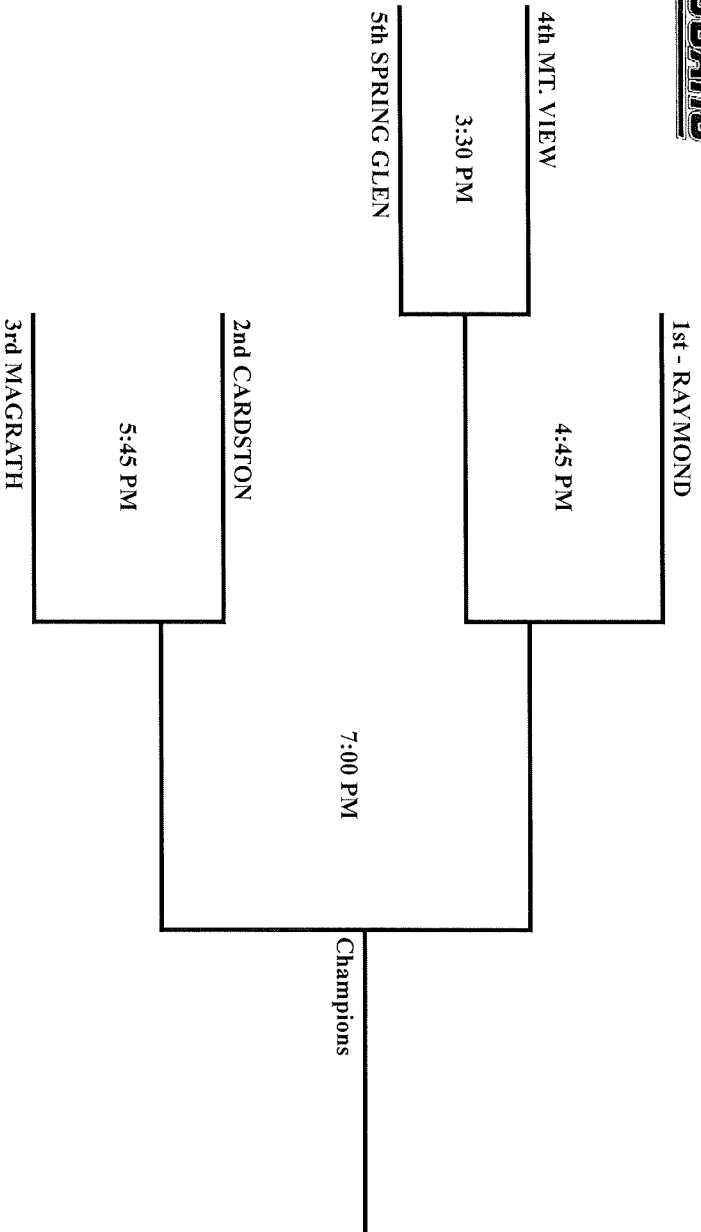 1st - RAYMOND
4:45 PM
4th MT. VIEW
3:30 PM
5th SPRING GLEN
7:00 PM
Champions
2nd CARDSTON
5:45 PM
3rd MAGRATH